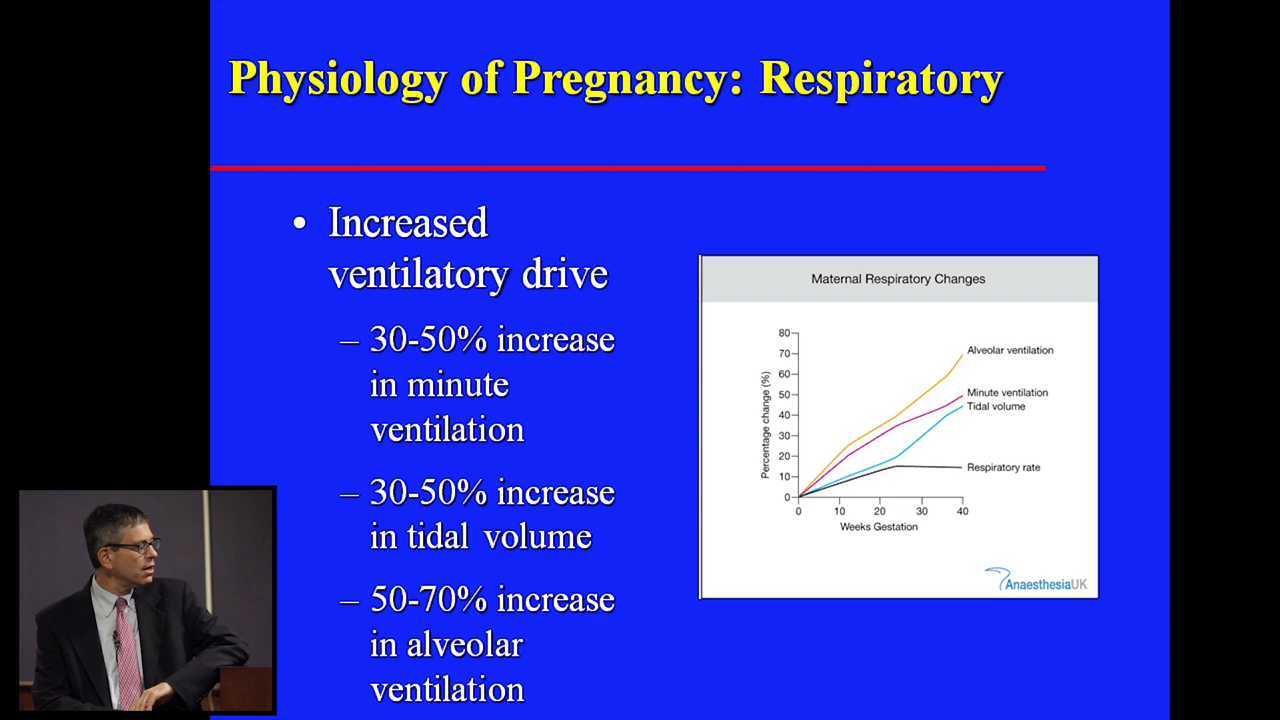 Physiology of Pregnancy: Respiratory
• Increased
ventilatory drive
– 30-50% increase
in minute
ventilation
– 30-50% increase
in tidal volume
– 50-70% increase
in alveolar
ventilation
Maternal Respiratory Changes
Percentage change (%)
80
70
60
50
40
30
20
10
0
0 10 20 30 40
Weeks Gestation
Alveolar ventilation
Minute ventilation
Tidal volume
Respiratory rate
AnaesthesiaUK